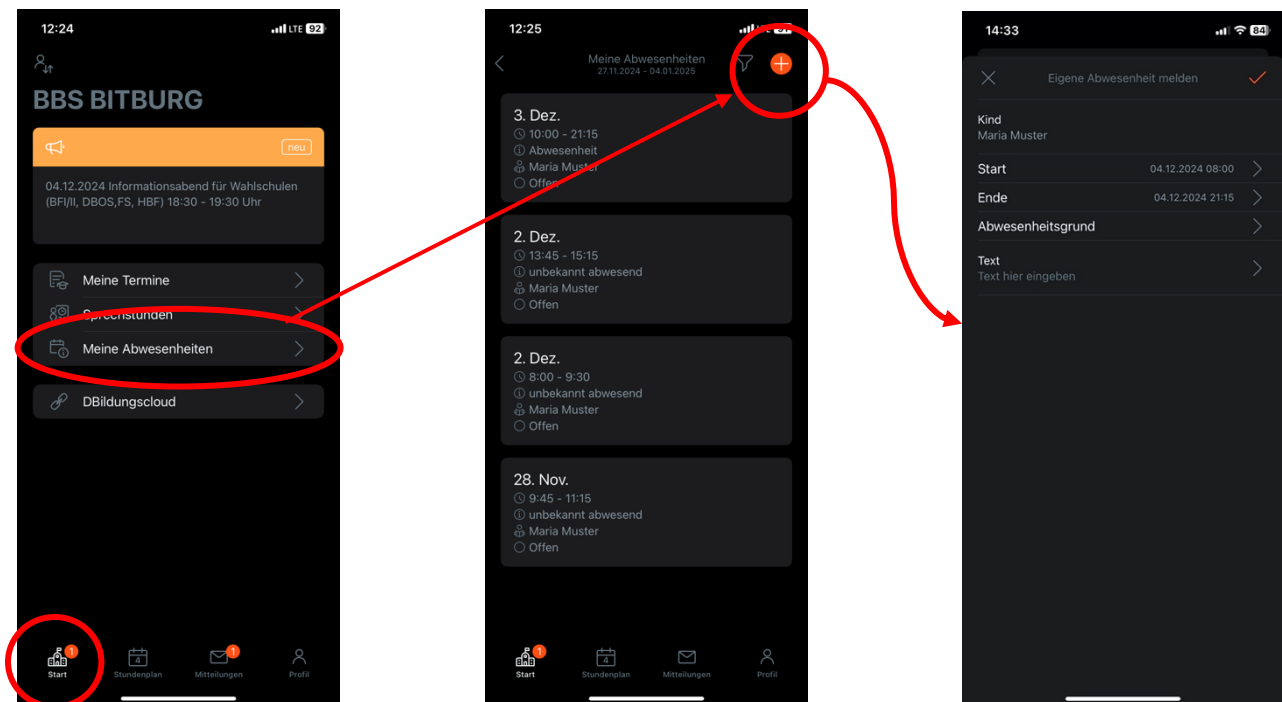 12:24
LTE 92
BBS BITBURG
neu
04.12.2024 Informationsabend für Wahlschulen
(BFI/II, DBOS,FS, HBF) 18:30 - 19:30 Uhr
Meine Termine
Sprechstunden
Meine Abwesenheiten
DBildungscloud
1
4
1
Start
Stundenplan
Mitteilungen
Profil
12:25
LTE 91
Meine Abwesenheiten
27.11.2024 - 04.01.2025
3. Dez.
10:00 - 21:15
Abwesenheit
Maria Muster
Offen
2. Dez.
13:45 - 15:15
unbekannt abwesend
Maria Muster
Offen
2. Dez.
8:00 - 9:30
unbekannt abwesend
Maria Muster
Offen
28. Nov.
9:45 - 11:15
unbekannt abwesend
Maria Muster
Offen
1
4
Start
Stundenplan
Mitteilungen
Profil
14:33
84
Eigene Abwesenheit melden
Kind
Maria Muster
Start 04.12.2024 08:00
Ende 04.12.2024 21:15
Abwesenheitsgrund
Text
Text hier eingeben